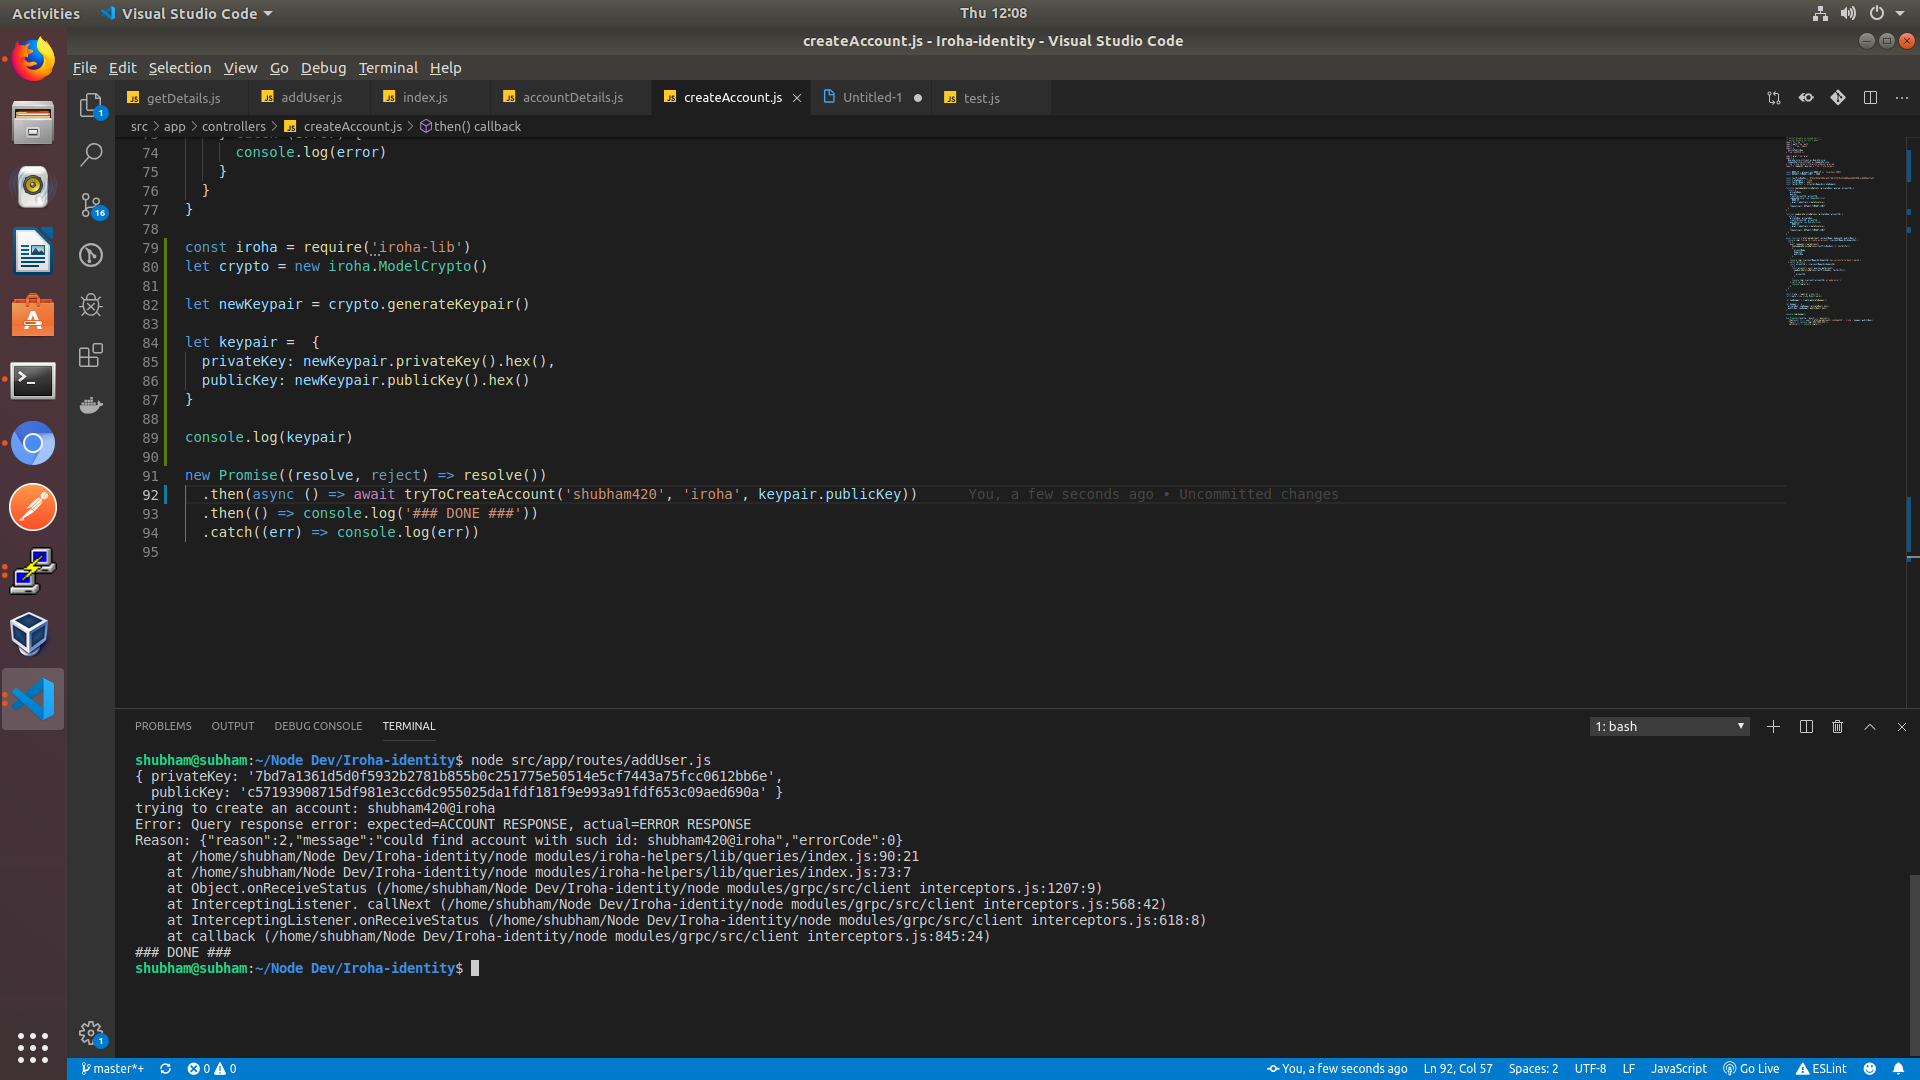 Activities
Visual Studio Code
Thu 12:08
createAccount.js - Iroha-identity - Visual Studio Code
File Edit Selection View Go Debug Terminal Help
getDetails.js
addUser.js
index.js
accountDetails.js
createAccount.js
Untitled-1
test.js
src > app > controllers > createAccount.js > then() callback
74 console.log(error)
75 }
76 }
77 }
78
79 const iroha = require('iroha-lib')
80 let crypto = new iroha.ModelCrypto()
81
82 let newKeypair = crypto.generateKeypair()
83
84 let keypair =  {
85 privateKey: newKeypair.privateKey().hex(),
86 publicKey: newKeypair.publicKey().hex()
87 }
88
89 console.log(keypair)
90
91 new Promise((resolve, reject) => resolve())
92 .then(async () => await tryToCreateAccount('shubham420', 'iroha', keypair.publicKey)) You, a few seconds ago • Uncommitted changes
93 .then(() => console.log('### DONE ###'))
94 .catch((err) => console.log(err))
95
1
16
PROBLEMS OUTPUT DEBUG CONSOLE TERMINAL
1: bash
shubham@subham:~/Node Dev/Iroha-identity$ node src/app/routes/addUser.js
{ privateKey: '7bd7a1361d5d0f5932b2781b855b0c251775e50514e5cf7443a75fcc0612bb6e',
publicKey: 'c57193908715df981e3cc6dc955025da1fdf181f9e993a91fdf653c09aed690a' }
trying to create an account: shubham420@iroha
Error: Query response error: expected=ACCOUNT RESPONSE, actual=ERROR RESPONSE
Reason: {"reason":2,"message":"could find account with such id: shubham420@iroha","errorCode":0}
at /home/shubham/Node Dev/Iroha-identity/node modules/iroha-helpers/lib/queries/index.js:90:21
at /home/shubham/Node Dev/Iroha-identity/node modules/iroha-helpers/lib/queries/index.js:73:7
at Object.onReceiveStatus (/home/shubham/Node Dev/Iroha-identity/node modules/grpc/src/client interceptors.js:1207:9)
at InterceptingListener. callNext (/home/shubham/Node Dev/Iroha-identity/node modules/grpc/src/client interceptors.js:568:42)
at InterceptingListener.onReceiveStatus (/home/shubham/Node Dev/Iroha-identity/node modules/grpc/src/client interceptors.js:618:8)
at callback (/home/shubham/Node Dev/Iroha-identity/node modules/grpc/src/client interceptors.js:845:24)
### DONE ###
shubham@subham:~/Node Dev/Iroha-identity$
1
master*+ 0 0 You, a few seconds ago Ln 92, Col 57 Spaces: 2 UTF-8 LF JavaScript Go Live ESLint